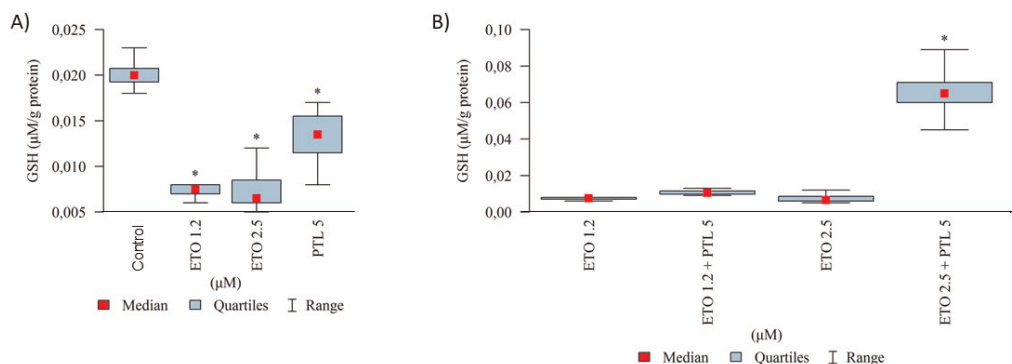 A)
GSH (μM/g protein)
0,025
0,020
0,015
0,010
0,005
*
*
*
Control
ETO 1.2
ETO 2.5
PTL 5
(μM)
Median Quartiles Range
B)
GSH (μM/g protein)
0,10
0,08
0,06
0,04
0,02
0,00
*
ETO 1.2
ETO 1.2 + PTL 5
ETO 2.5
ETO 2.5 + PTL 5
(μM)
Median Quartiles Range